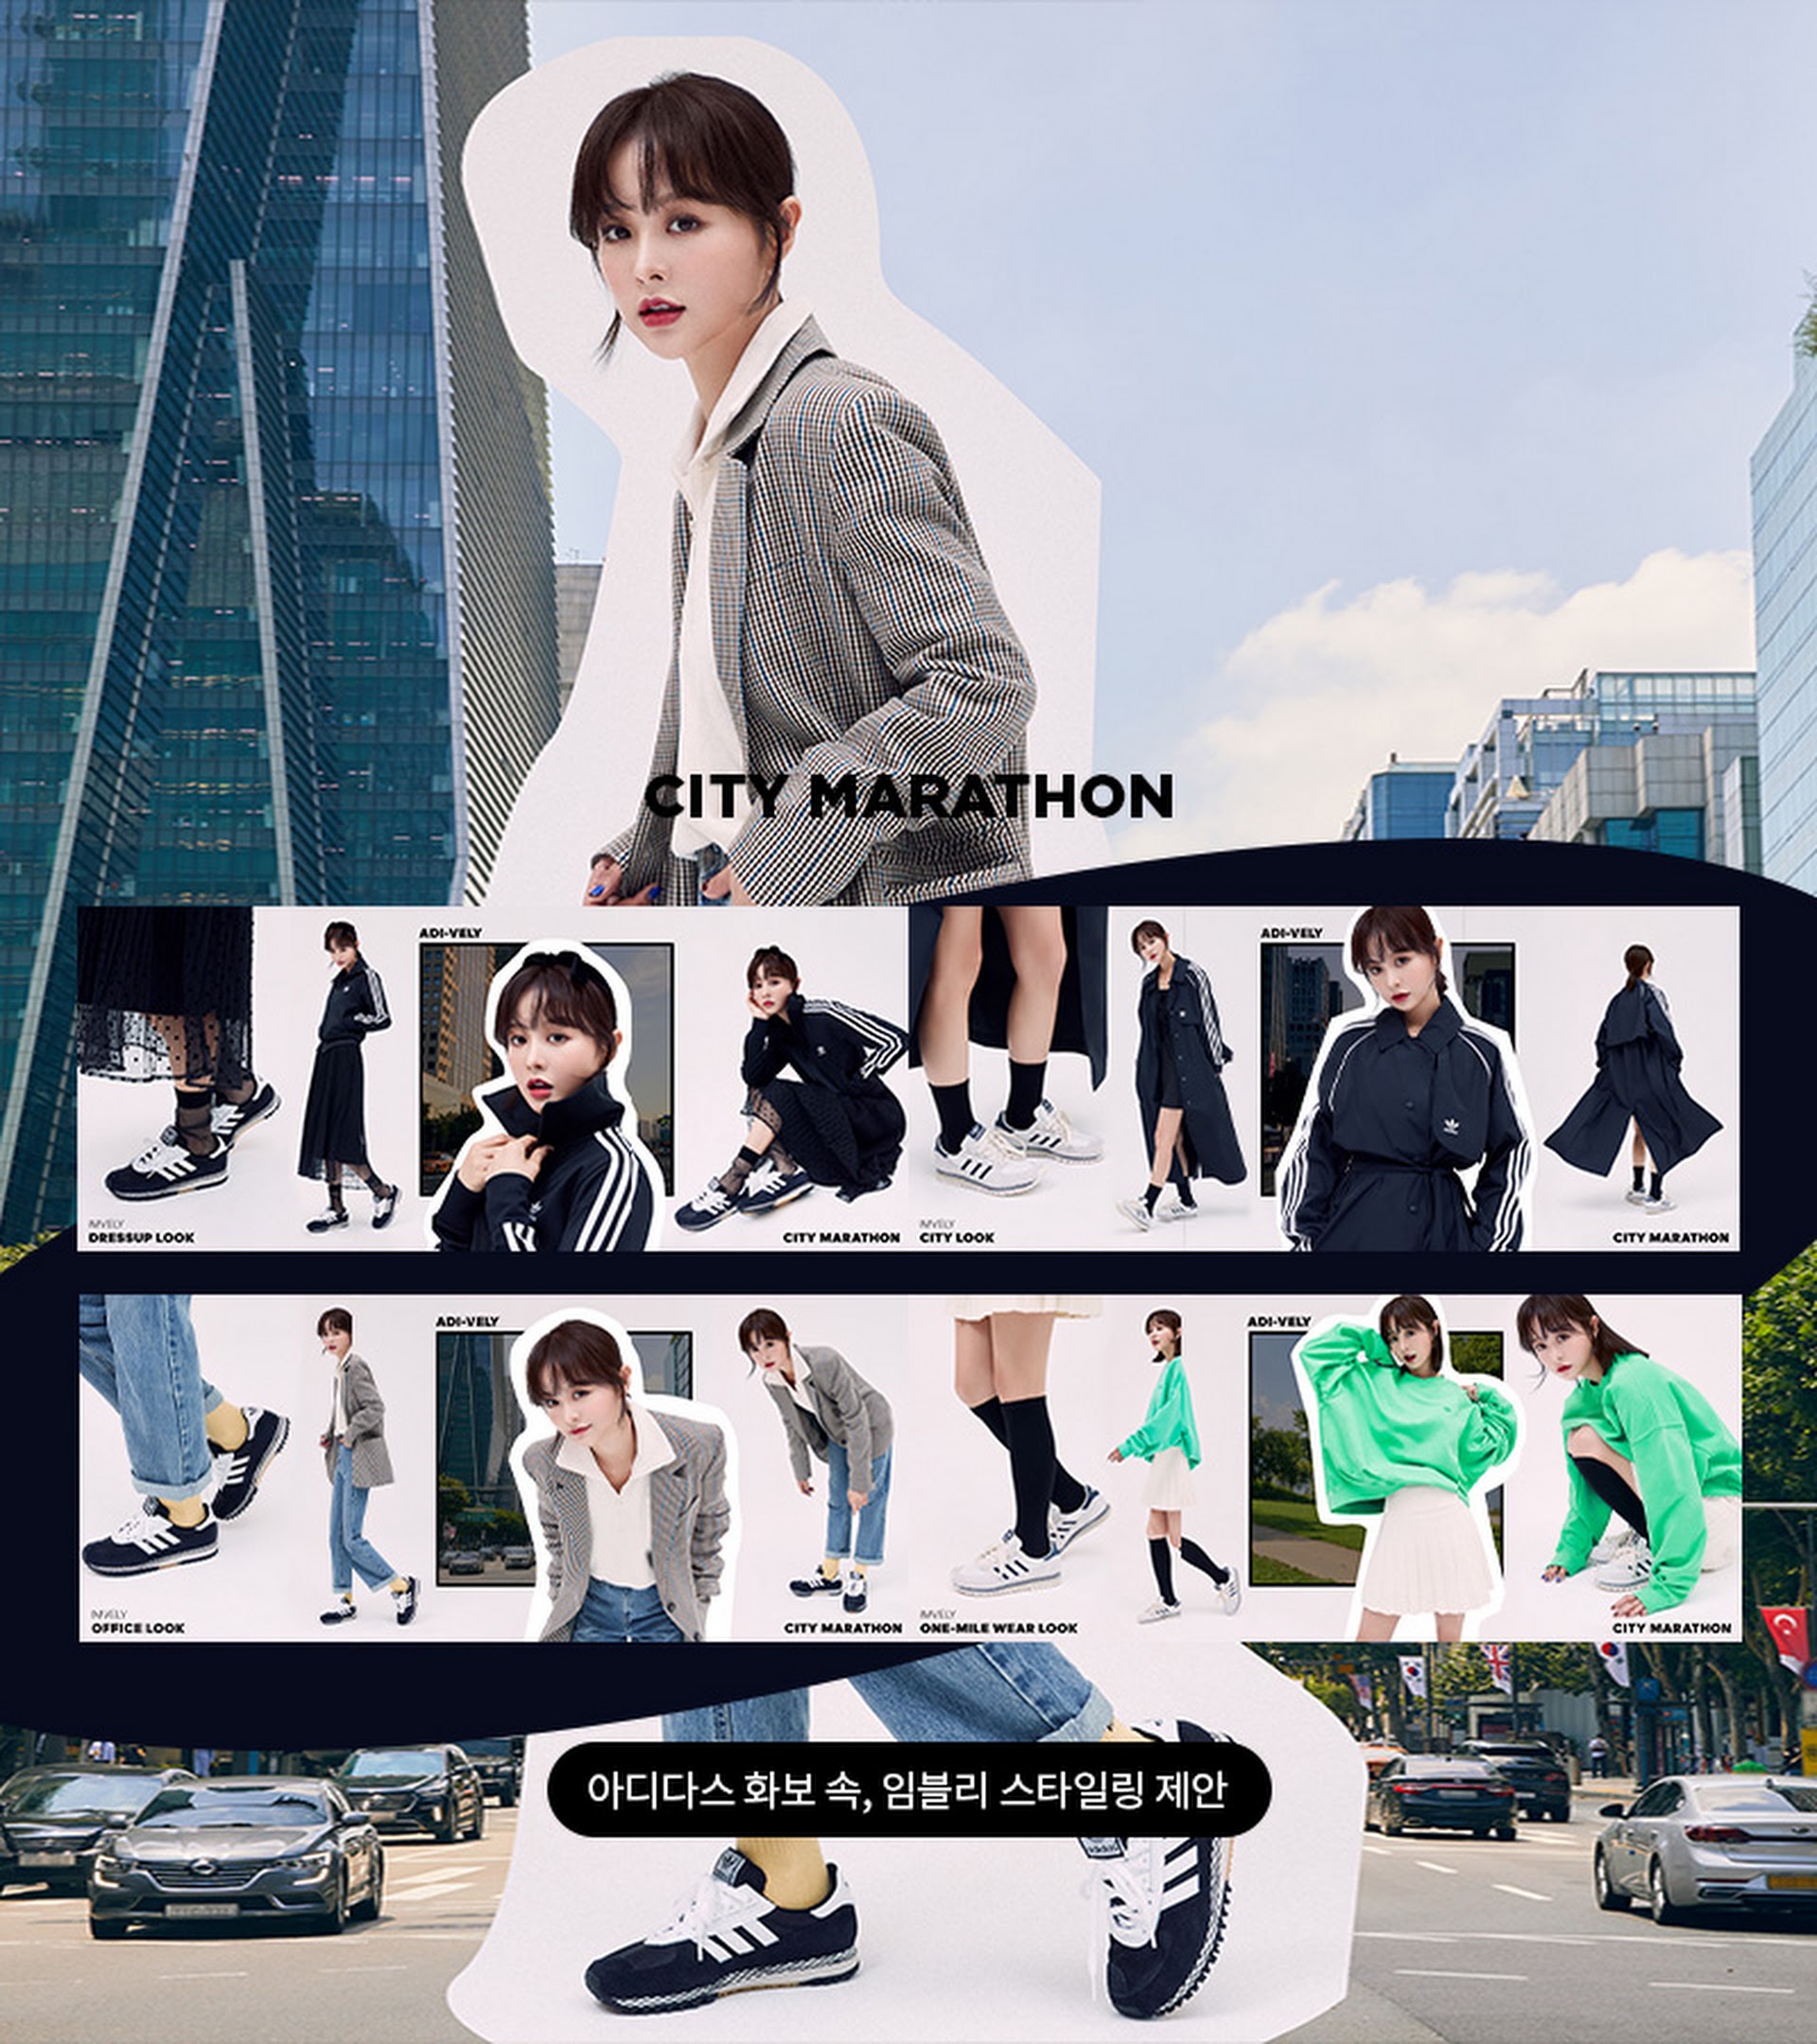 CITY MARATHON
ADI-VELY
IMVELY
DRESSUP LOOK
CITY MARATHON
ADI-VELY
IMVELY
CITY LOOK
CITY MARATHON
ADI-VELY
IMVELY
OFFICE LOOK
CITY MARATHON
ADI-VELY
IMVELY
ONE-MILE WEAR LOOK
CITY MARATHON
아디다스 화보 속, 임블리 스타일링 제안
adidas